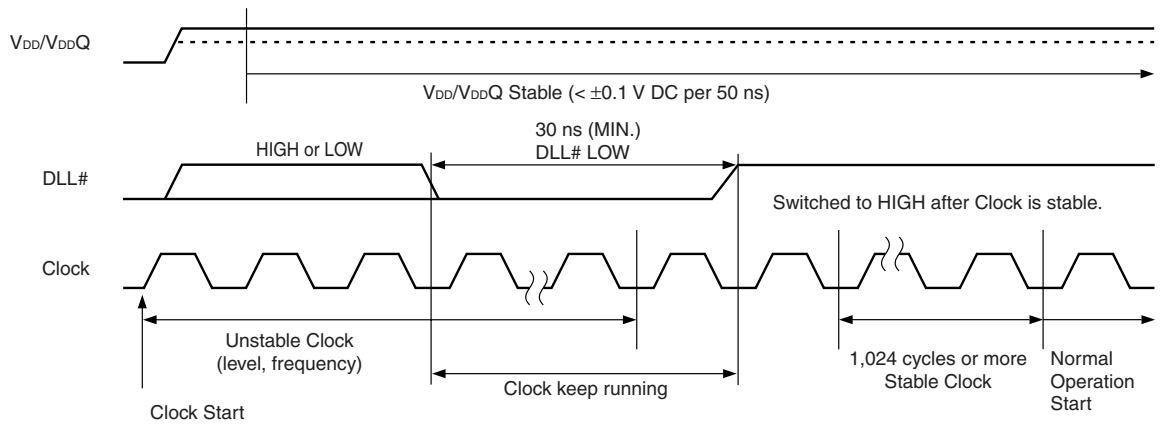 VDD/VDDQ
VDD/VDDQ Stable (< ±0.1 V DC per 50 ns)
30 ns (MIN.)
HIGH or LOW
DLL# LOW
DLL#
Switched to HIGH after Clock is stable.
Clock
Unstable Clock
(level, frequency)
1,024 cycles or more
Stable Clock
Normal
Operation
Start
Clock keep running
Clock Start